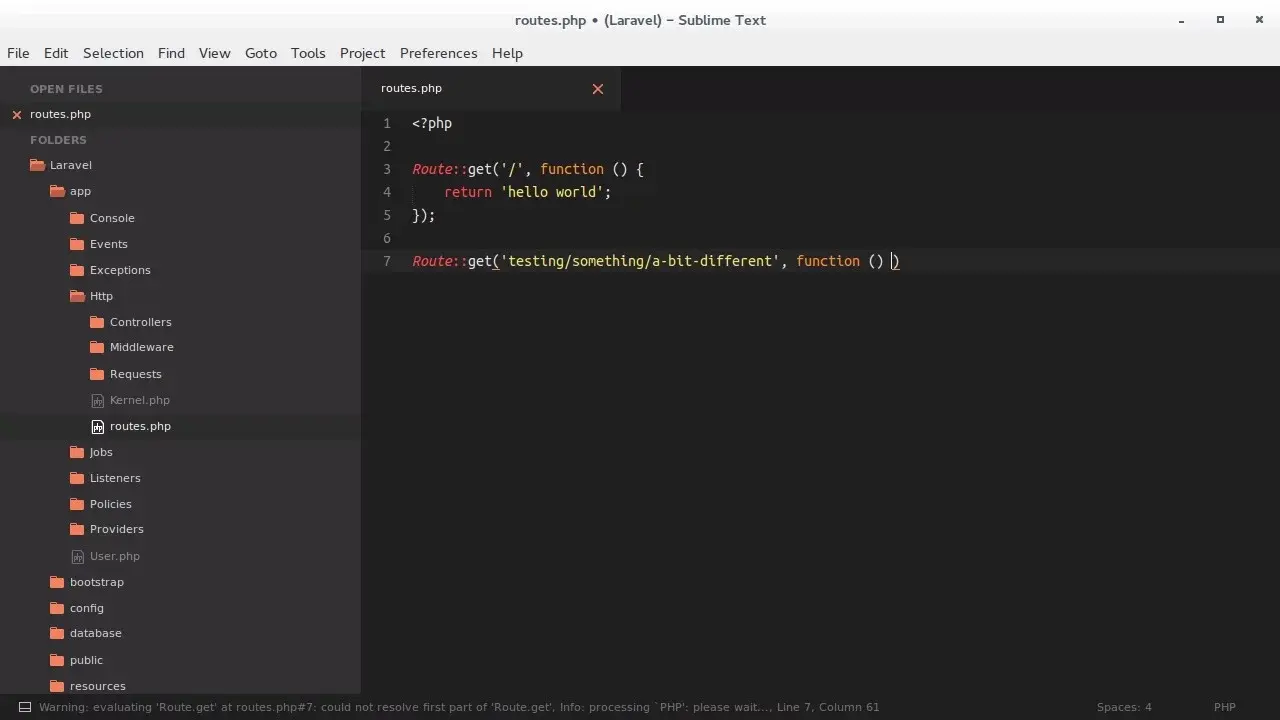 routes.php • (Laravel) – Sublime Text
File Edit Selection Find View Goto Tools Project Preferences Help
OPEN FILES
routes.php
FOLDERS
Laravel
app
Console
Events
Exceptions
Http
Controllers
Middleware
Requests
Kernel.php
routes.php
Jobs
Listeners
Policies
Providers
User.php
bootstrap
config
database
public
resources
routes.php
1 <?php
2
3 Route::get('/', function () {
4     return 'hello world';
5 });
6
7 Route::get('testing/something/a-bit-different', function () )
Warning: evaluating 'Route.get' at routes.php#7: could not resolve first part of 'Route.get', Info: processing `PHP': please wait..., Line 7, Column 61
Spaces: 4
PHP